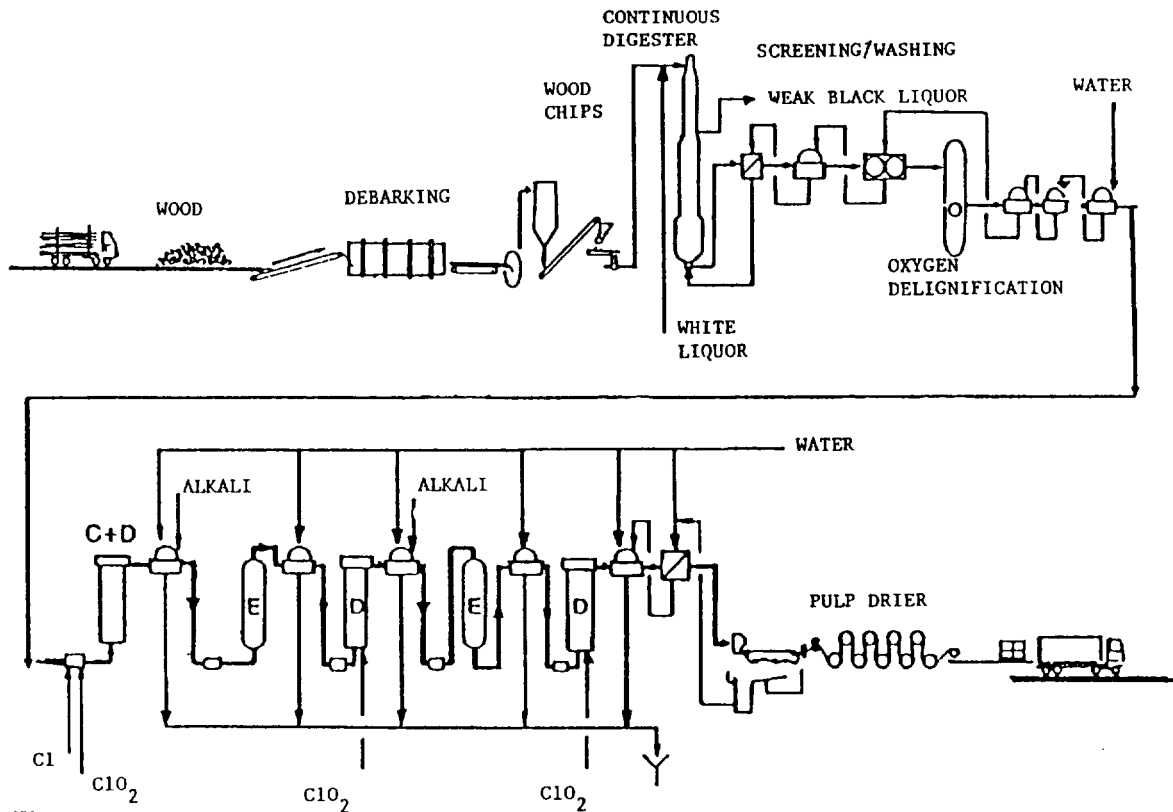 CONTINUOUS
DIGESTER
SCREENING/WASHING
WOOD
CHIPS
WEAK BLACK LIQUOR
WATER
WOOD
DEBARKING
OXYGEN
DELIGNIFICATION
WHITE
LIQUOR
WATER
ALKALI
ALKALI
C+D
E
D
E
D
PULP DRIER
Cl
ClO2
ClO2
ClO2